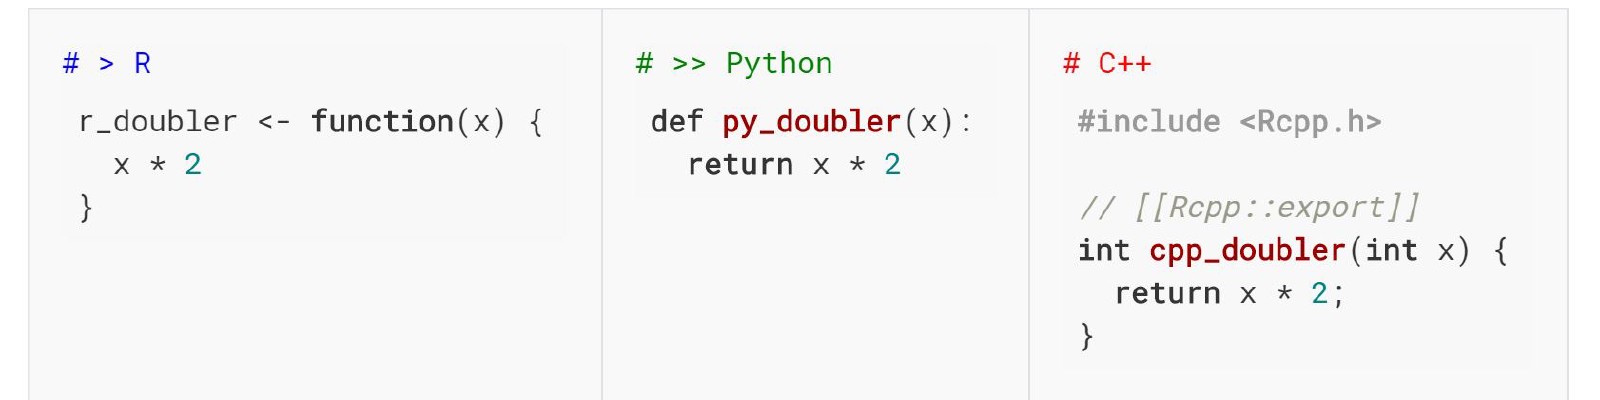 # > R
r_doubler <- function(x) {
  x * 2
}
# >> Python
def py_doubler(x):
  return x * 2
# C++
#include <Rcpp.h>

// [[Rcpp::export]]
int cpp_doubler(int x) {
  return x * 2;
}